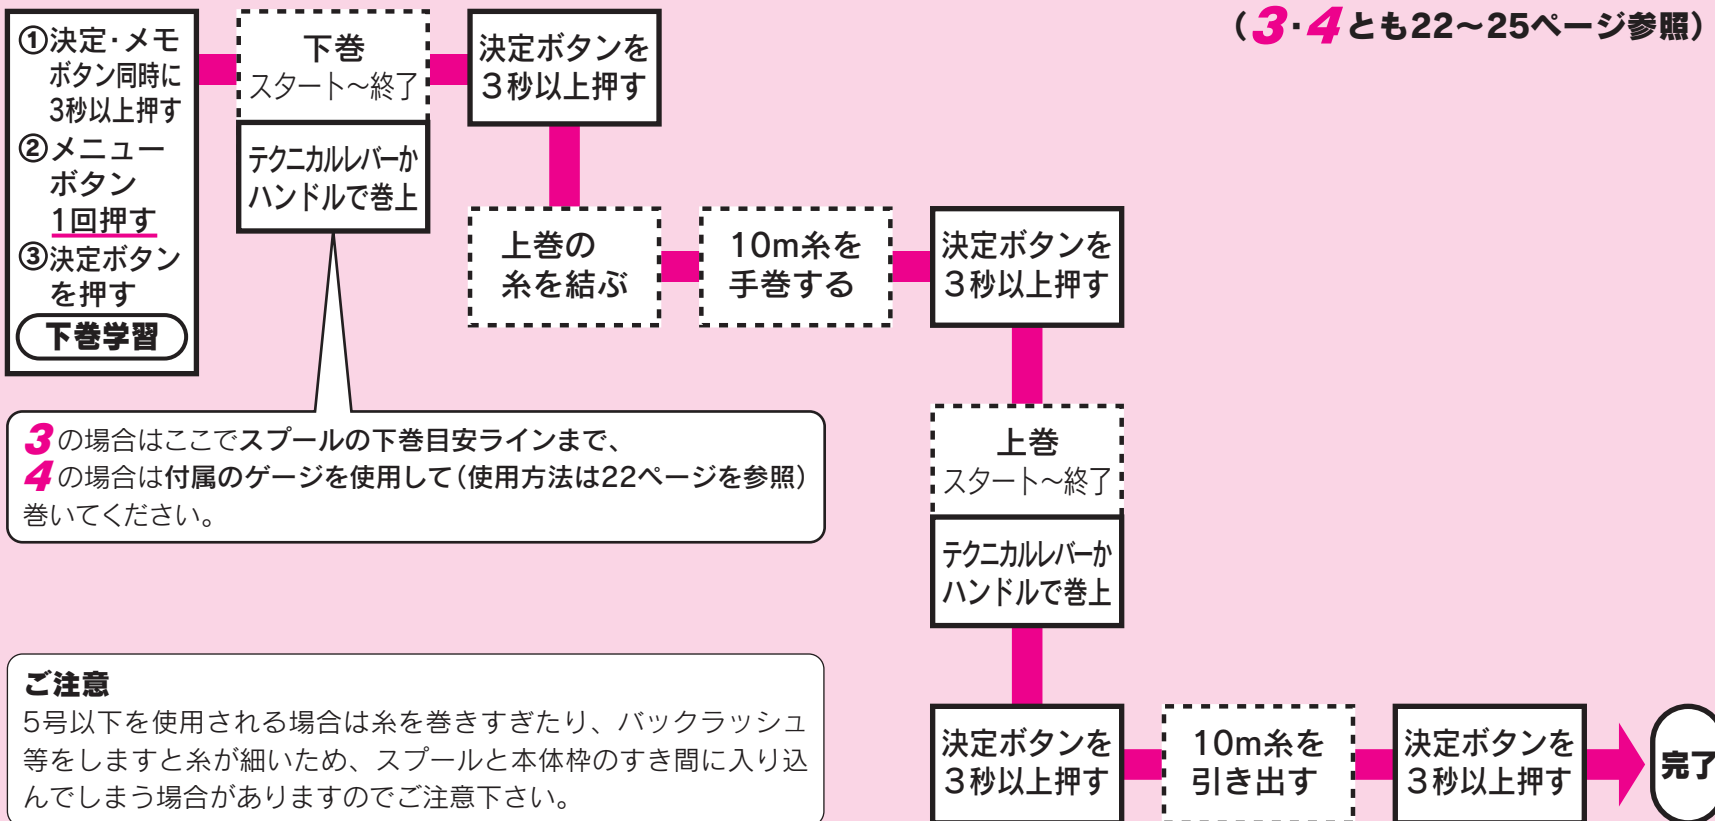 (3・4とも22〜25ページ参照)
①決定・メモ
ボタン同時に
3秒以上押す
②メニュー
ボタン
1回押す
③決定ボタン
を押す
下巻学習
下巻
スタート〜終了
テクニカルレバーか
ハンドルで巻上
決定ボタンを
3秒以上押す
上巻の
糸を結ぶ
10m糸を
手巻する
決定ボタンを
3秒以上押す
3の場合はここでスプールの下巻目安ラインまで、
4の場合は付属のゲージを使用して(使用方法は22ページを参照)
巻いてください。
上巻
スタート〜終了
テクニカルレバーか
ハンドルで巻上
決定ボタンを
3秒以上押す
10m糸を
引き出す
決定ボタンを
3秒以上押す
完了
ご注意
5号以下を使用される場合は糸を巻きすぎたり、バックラッシュ
等をしますと糸が細いため、スプールと本体枠のすき間に入り込
んでしまう場合がありますのでご注意下さい。